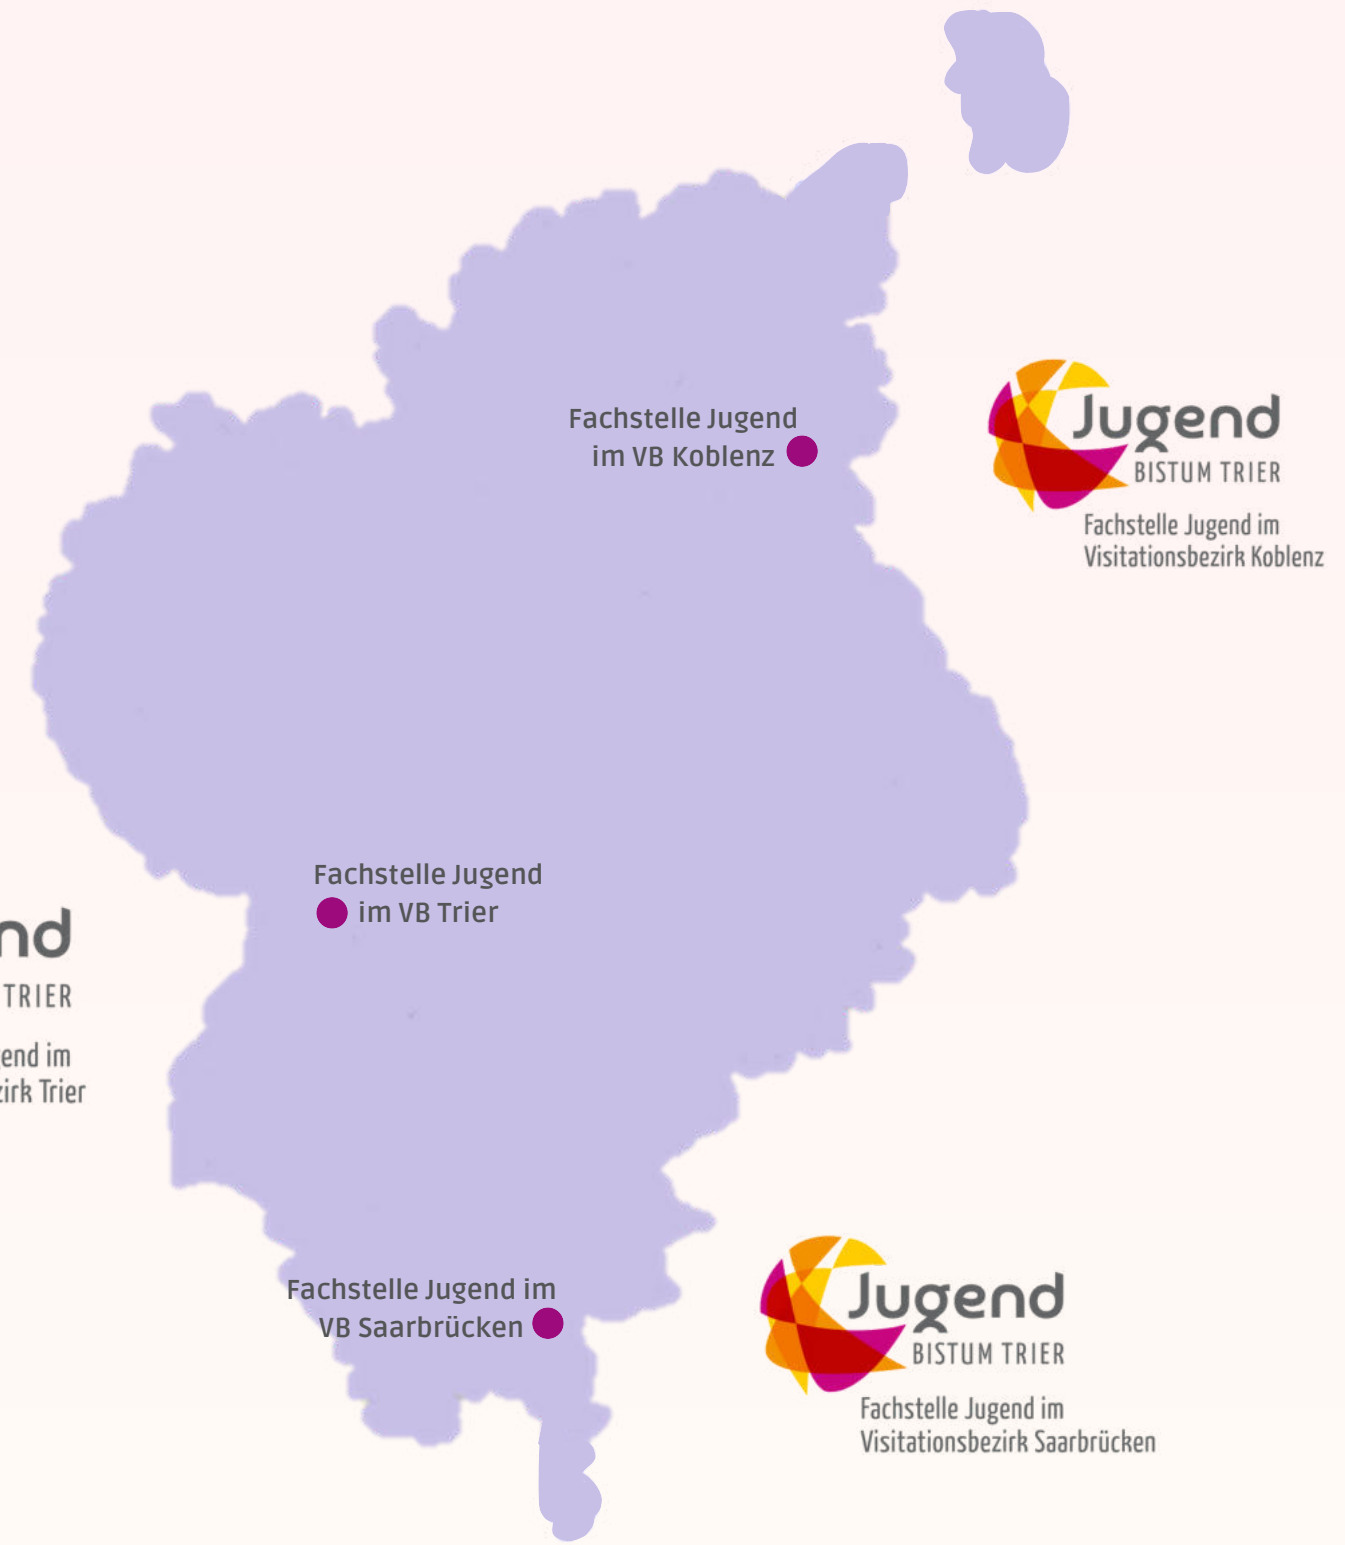 Fachstelle Jugend
im VB Koblenz
Jugend
BISTUM TRIER
Fachstelle Jugend im
Visitationsbezirk Koblenz
Fachstelle Jugend
im VB Trier
nd
TRIER
end im
zirk Trier
Fachstelle Jugend im
VB Saarbrücken
Jugend
BISTUM TRIER
Fachstelle Jugend im
Visitationsbezirk Saarbrücken